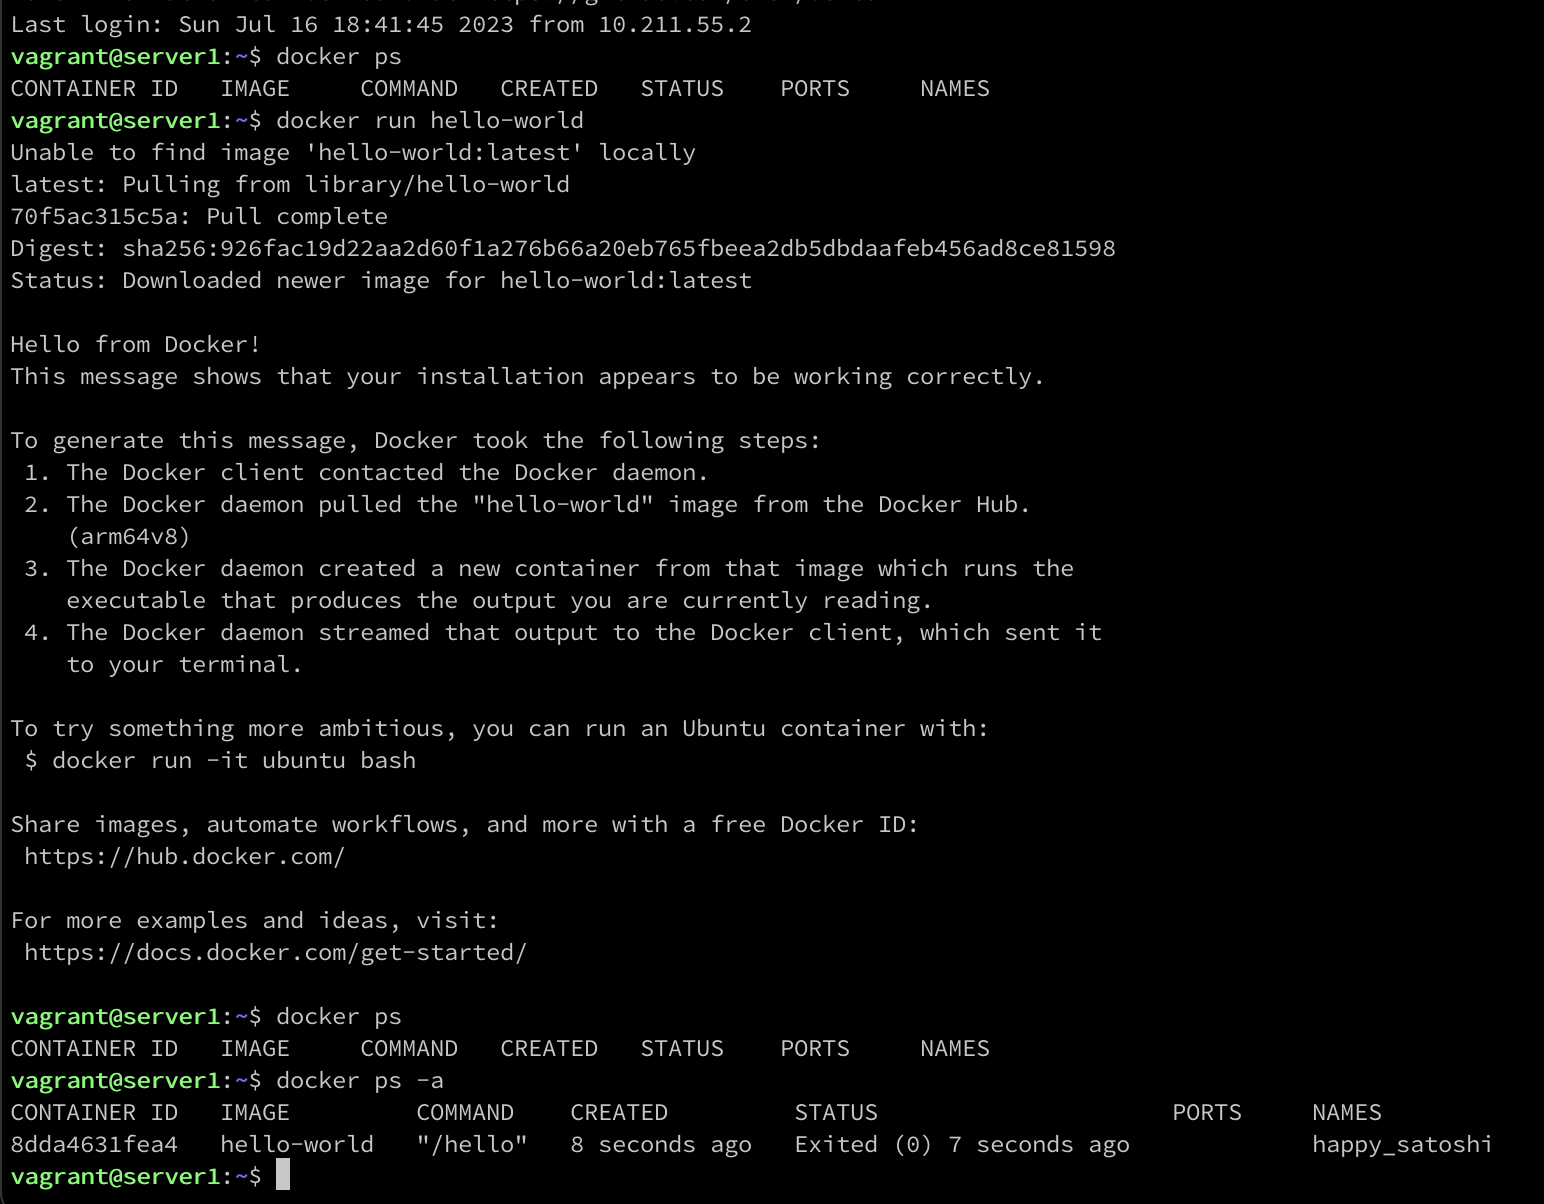 Last login: Sun Jul 16 18:41:45 2023 from 10.211.55.2
vagrant@server1:~$ docker ps
CONTAINER ID   IMAGE     COMMAND   CREATED   STATUS    PORTS     NAMES
vagrant@server1:~$ docker run hello-world
Unable to find image 'hello-world:latest' locally
latest: Pulling from library/hello-world
70f5ac315c5a: Pull complete
Digest: sha256:926fac19d22aa2d60f1a276b66a20eb765fbeea2db5dbdaafeb456ad8ce81598
Status: Downloaded newer image for hello-world:latest

Hello from Docker!
This message shows that your installation appears to be working correctly.

To generate this message, Docker took the following steps:
 1. The Docker client contacted the Docker daemon.
 2. The Docker daemon pulled the "hello-world" image from the Docker Hub.
    (arm64v8)
 3. The Docker daemon created a new container from that image which runs the
    executable that produces the output you are currently reading.
 4. The Docker daemon streamed that output to the Docker client, which sent it
    to your terminal.

To try something more ambitious, you can run an Ubuntu container with:
 $ docker run -it ubuntu bash

Share images, automate workflows, and more with a free Docker ID:
 https://hub.docker.com/

For more examples and ideas, visit:
 https://docs.docker.com/get-started/

vagrant@server1:~$ docker ps
CONTAINER ID   IMAGE     COMMAND   CREATED   STATUS    PORTS     NAMES
vagrant@server1:~$ docker ps -a
CONTAINER ID   IMAGE         COMMAND    CREATED         STATUS                     PORTS     NAMES
8dda4631fea4   hello-world   "/hello"   8 seconds ago   Exited (0) 7 seconds ago             happy_satoshi
vagrant@server1:~$